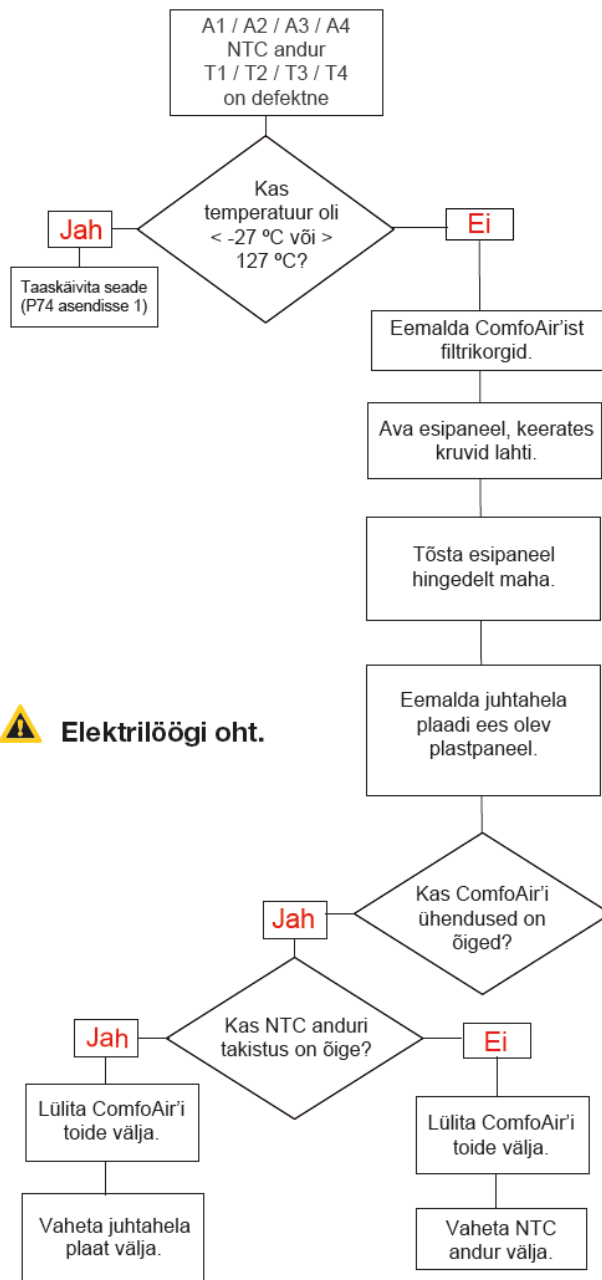 A1 / A2 / A3 / A4
NTC andur
T1 / T2 / T3 / T4
on defektne
Kas
temperatuur oli
< -27 ºC või >
127 ºC?
Jah
Ei
Taaskäivita seade
(P74 asendisse 1)
Eemalda ComfoAir’ist
filtrikorgid.
Ava esipaneel, keerates
kruvid lahti.
Tõsta esipaneel
hingedelt maha.
Eemalda juhtahela
plaadi ees olev
plastpaneel.
Elektrilöögi oht.
Kas ComfoAir’i
ühendused on
õiged?
Jah
Kas NTC anduri
takistus on õige?
Jah
Ei
Lülita ComfoAir’i
toide välja.
Lülita ComfoAir’i
toide välja.
Vaheta juhtahela
plaat välja.
Vaheta NTC
andur välja.